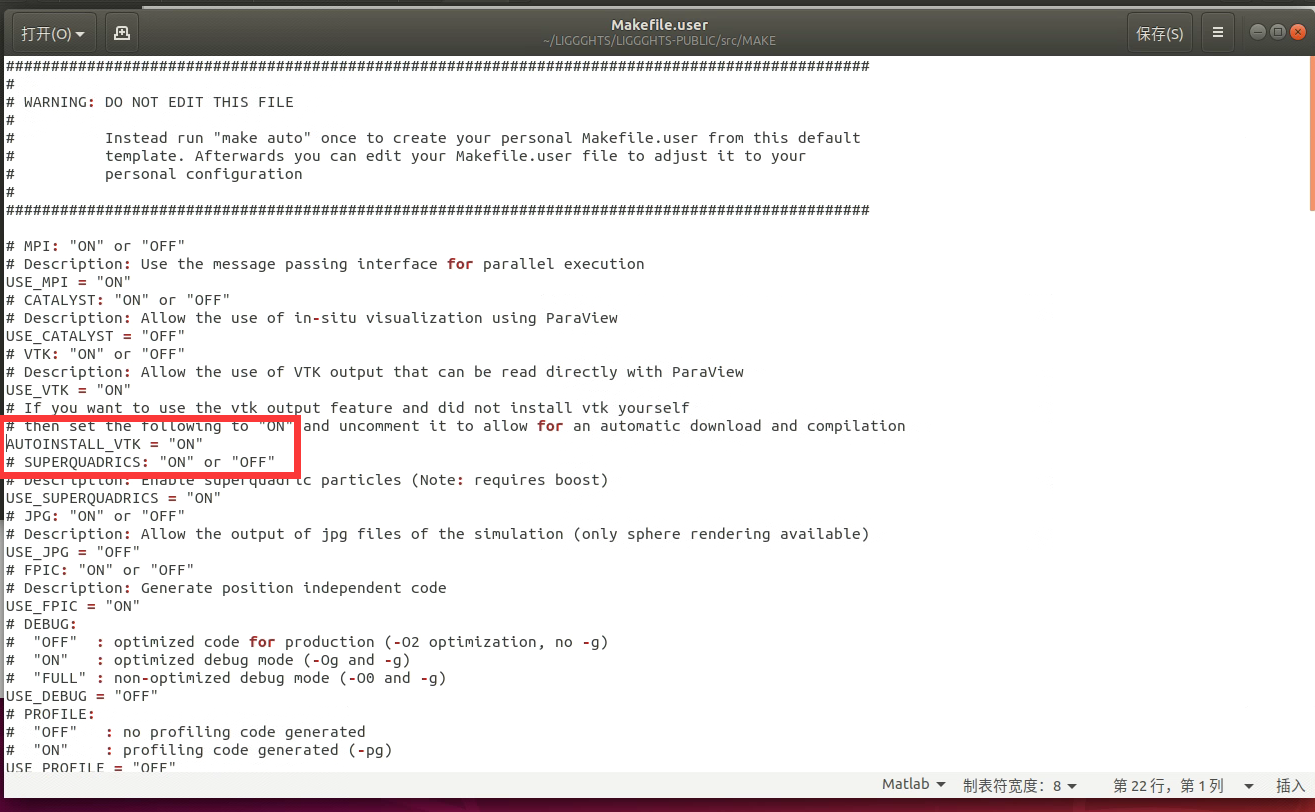 打开(O)
Makefile.user
~/LIGGGHTS/LIGGGHTS-PUBLIC/src/MAKE
保存(S)
################################################################################################
#
# WARNING: DO NOT EDIT THIS FILE
#
# Instead run "make auto" once to create your personal Makefile.user from this default
# template. Afterwards you can edit your Makefile.user file to adjust it to your
# personal configuration
#
################################################################################################
# MPI: "ON" or "OFF"
# Description: Use the message passing interface for parallel execution
USE_MPI = "ON"
# CATALYST: "ON" or "OFF"
# Description: Allow the use of in-situ visualization using ParaView
USE_CATALYST = "OFF"
# VTK: "ON" or "OFF"
# Description: Allow the use of VTK output that can be read directly with ParaView
USE_VTK = "ON"
# If you want to use the vtk output feature and did not install vtk yourself
# then set the following to "ON" and uncomment it to allow for an automatic download and compilation
AUTOINSTALL_VTK = "ON"
# SUPERQUADRICS: "ON" or "OFF"
# Description: Enable superquadric particles (Note: requires boost)
USE_SUPERQUADRICS = "ON"
# JPG: "ON" or "OFF"
# Description: Allow the output of jpg files of the simulation (only sphere rendering available)
USE_JPG = "OFF"
# FPIC: "ON" or "OFF"
# Description: Generate position independent code
USE_FPIC = "ON"
# DEBUG:
# "OFF" : optimized code for production (-O2 optimization, no -g)
# "ON" : optimized debug mode (-Og and -g)
# "FULL" : non-optimized debug mode (-O0 and -g)
USE_DEBUG = "OFF"
# PROFILE:
# "OFF" : no profiling code generated
# "ON" : profiling code generated (-pg)
USE_PROFILE = "OFF"
Matlab 制表符宽度：8 第 22 行，第 1 列 插入